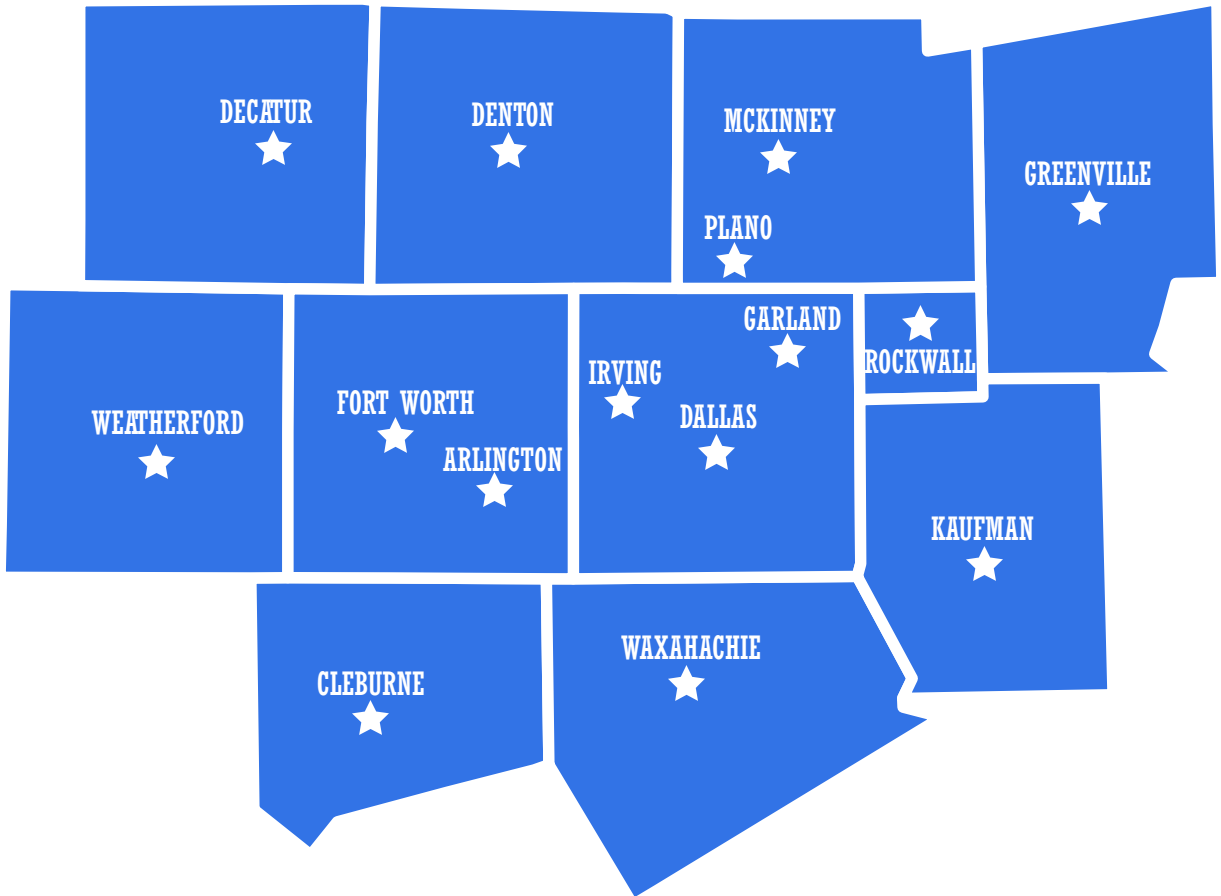 DECATUR
DENTON
MCKINNEY
GREENVILLE
PLANO
GARLAND
ROCKWALL
IRVING
FORT WORTH
DALLAS
WEATHERFORD
ARLINGTON
KAUFMAN
WAXAHACHIE
CLEBURNE